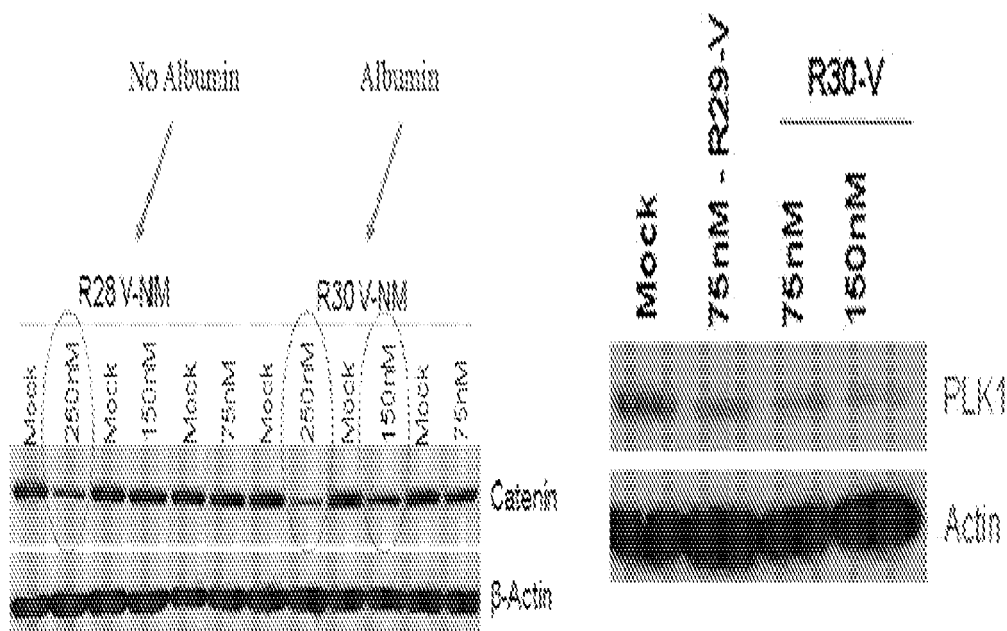 No Albumin
Albumin
R28 V-NM
R30 V-NM
Mock
250nM
Mock
150nM
Mock
75nM
Mock
250nM
Mock
150nM
Mock
75nM
Catenin
β-Actin
R30-V
Mock
75nM - R29-V
75nM
150nM
PLK1
Actin